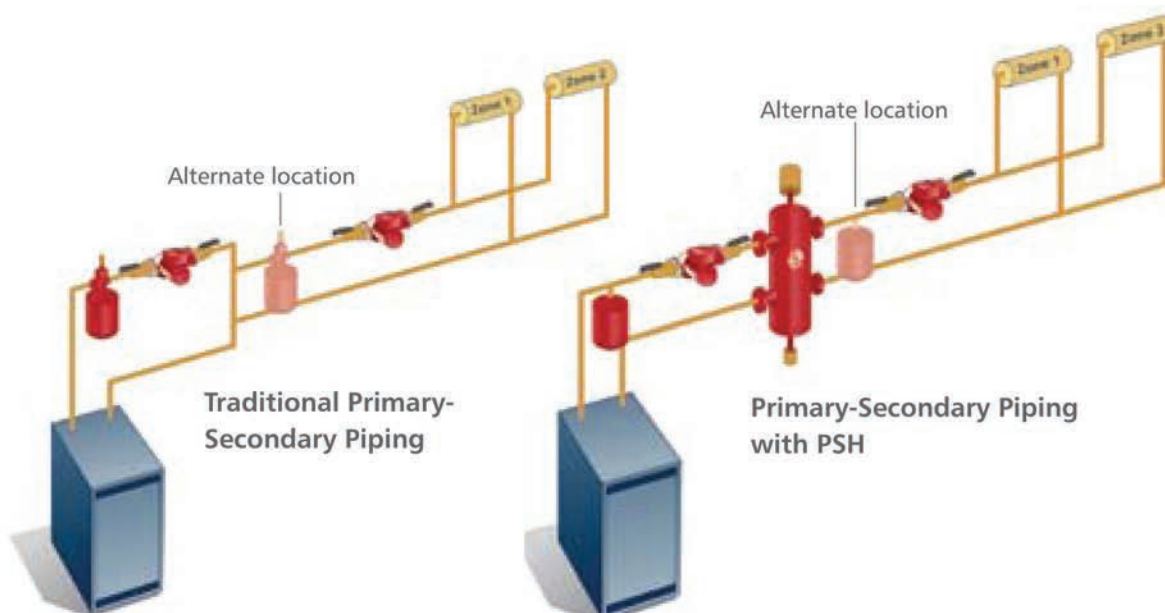 Zone 1
Zone 2
Alternate location
Traditional Primary-
Secondary Piping
Zone 1
Alternate location
Primary-Secondary Piping
with PSH